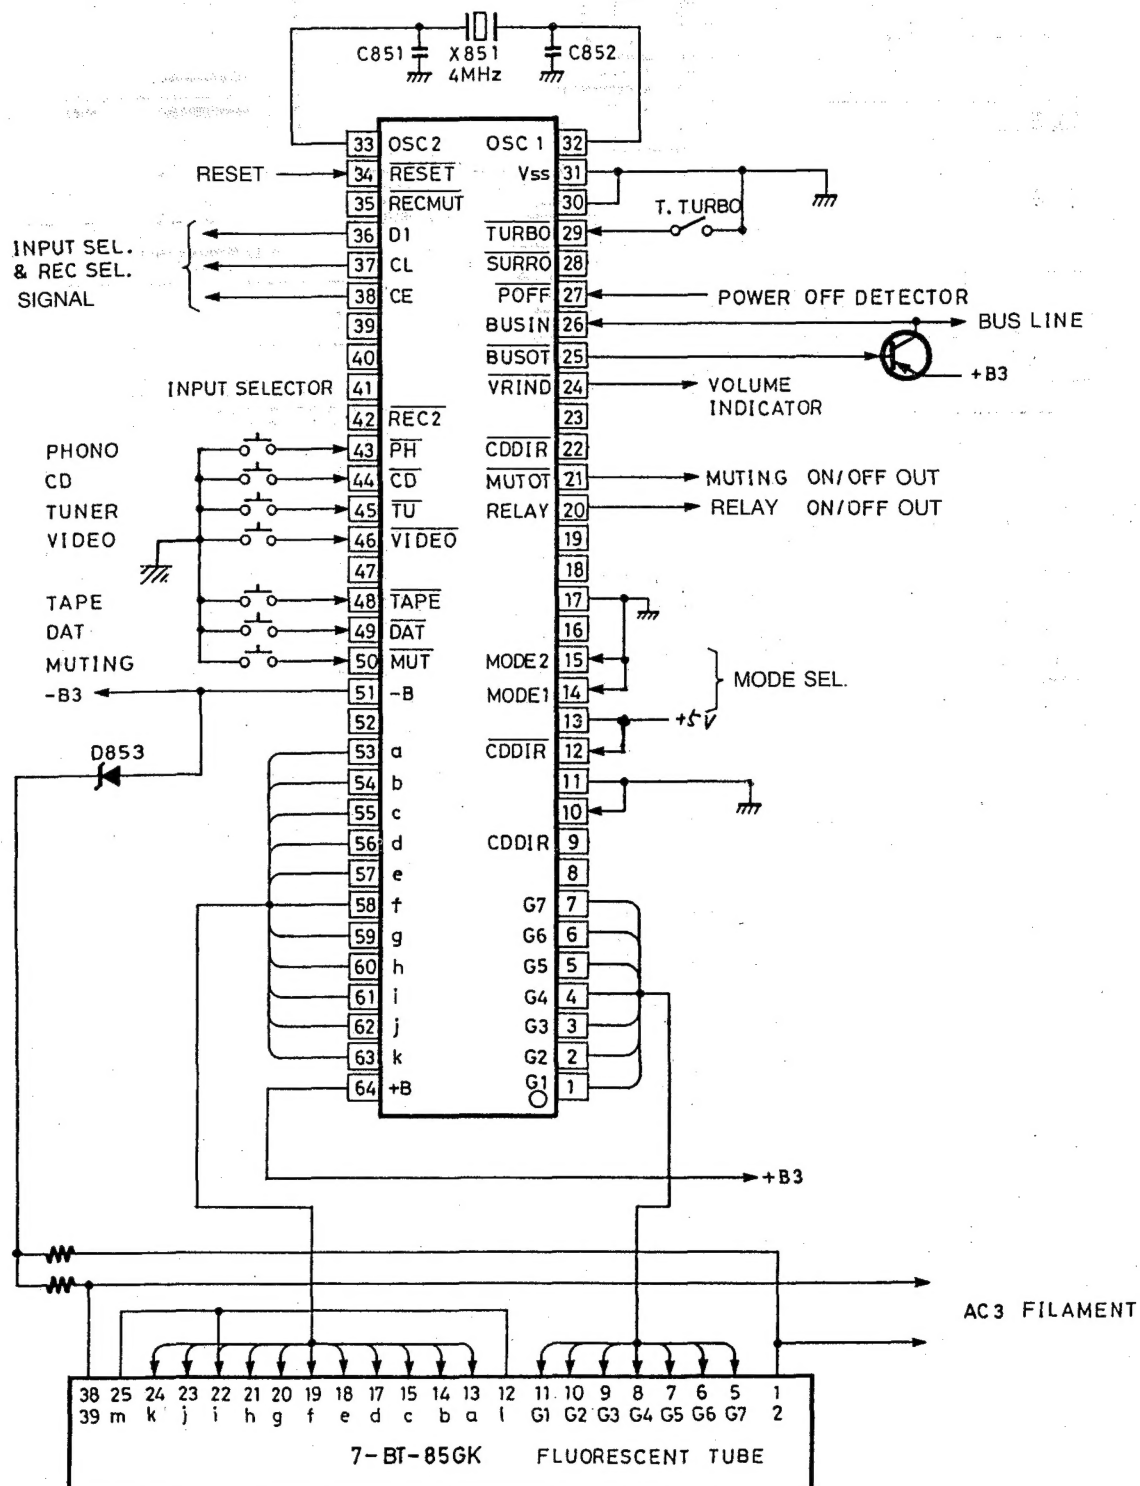 C851 X851 C852
4MHz
33 OSC2 OSC1 32
RESET 34 RESET Vss 31
35 RECMUT 30
T. TURBO
36 D1 TURBO 29
INPUT SEL.
& REC SEL.
SIGNAL
37 CL SURRO 28
38 CE POFF 27 POWER OFF DETECTOR
39 BUSIN 26 BUS LINE
40 BUSOT 25
+B3
INPUT SELECTOR 41 VRIND 24 VOLUME
INDICATOR
42 REC2 23
PHONO 43 PH CDDIR 22
CD 44 CD MUTOT 21 MUTING ON/OFF OUT
TUNER 45 TU RELAY 20 RELAY ON/OFF OUT
VIDEO 46 VIDEO 19
47 18
TAPE 48 TAPE 17
DAT 49 DAT 16
MUTING 50 MUT MODE2 15
MODE SEL.
-B3 51 -B MODE1 14
52 13 +5V
D853 53 a CDDIR 12
54 b 11
55 c 10
56 d CDDIR 9
57 e 8
58 f G7 7
59 g G6 6
60 h G5 5
61 i G4 4
62 j G3 3
63 k G2 2
64 +B G1 1
+B3
AC3 FILAMENT
38 25 24 23 22 21 20 19 18 17 15 14 13 12 11 10 9 8 7 6 5 1
39 m k j i h g f e d c b a l G1 G2 G3 G4 G5 G6 G7 2
7-BT-85GK FLUORESCENT TUBE